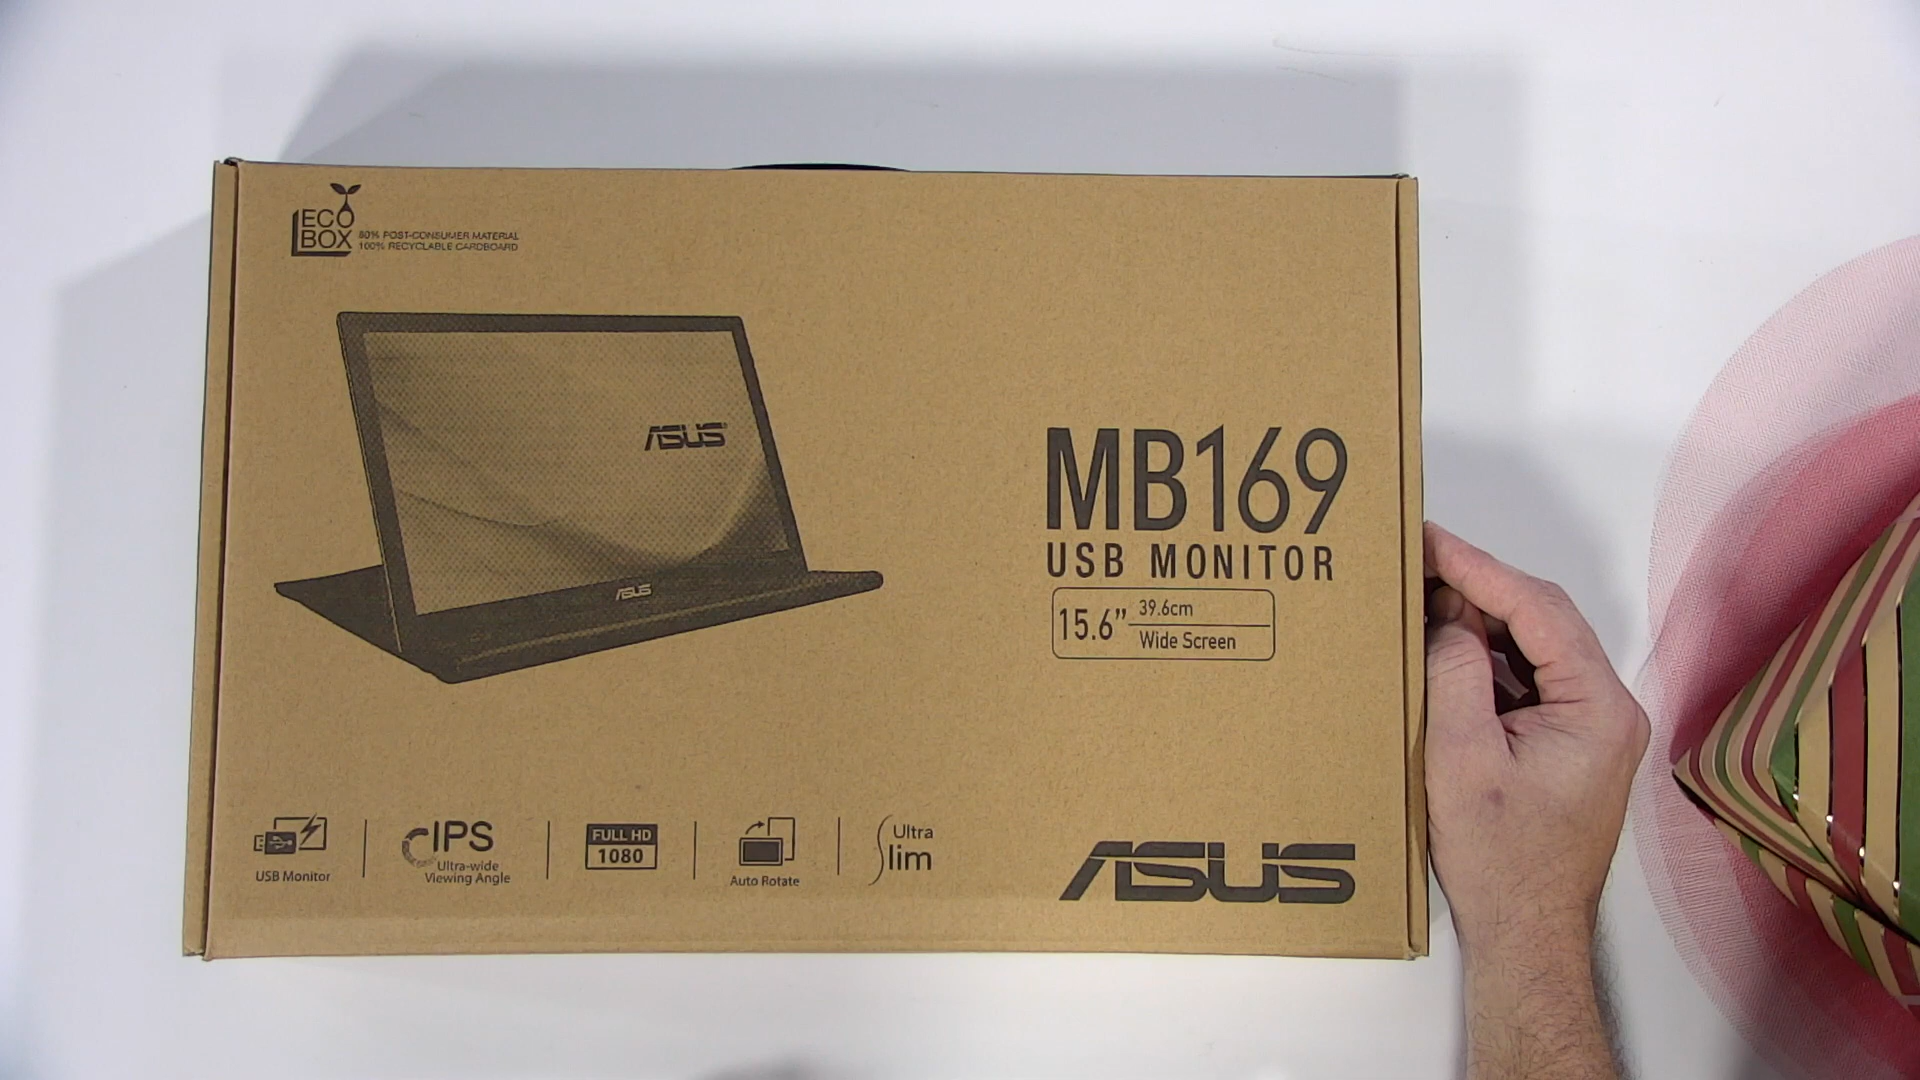 ECO
BOX
80% POST-CONSUMER MATERIAL
100% RECYCLABLE CARDBOARD
ASUS
ASUS
MB169
USB MONITOR
15.6” 39.6cm
Wide Screen
USB Monitor
IPS
Ultra-wide
Viewing Angle
FULL HD
1080
Auto Rotate
Ultra
Slim
ASUS